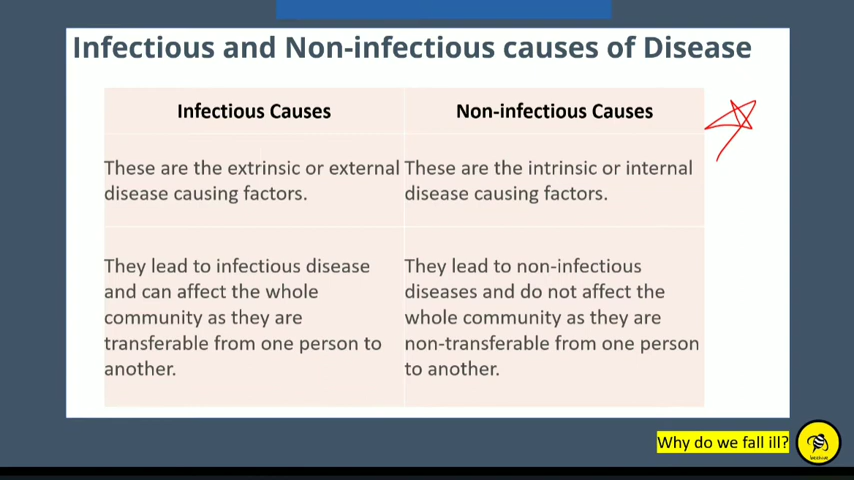 Infectious and Non-infectious causes of Disease
Infectious Causes
Non-infectious Causes
These are the extrinsic or external
disease causing factors.
These are the intrinsic or internal
disease causing factors.
They lead to infectious disease
and can affect the whole
community as they are
transferable from one person to
another.
They lead to non-infectious
diseases and do not affect the
whole community as they are
non-transferable from one person
to another.
Why do we fall ill?